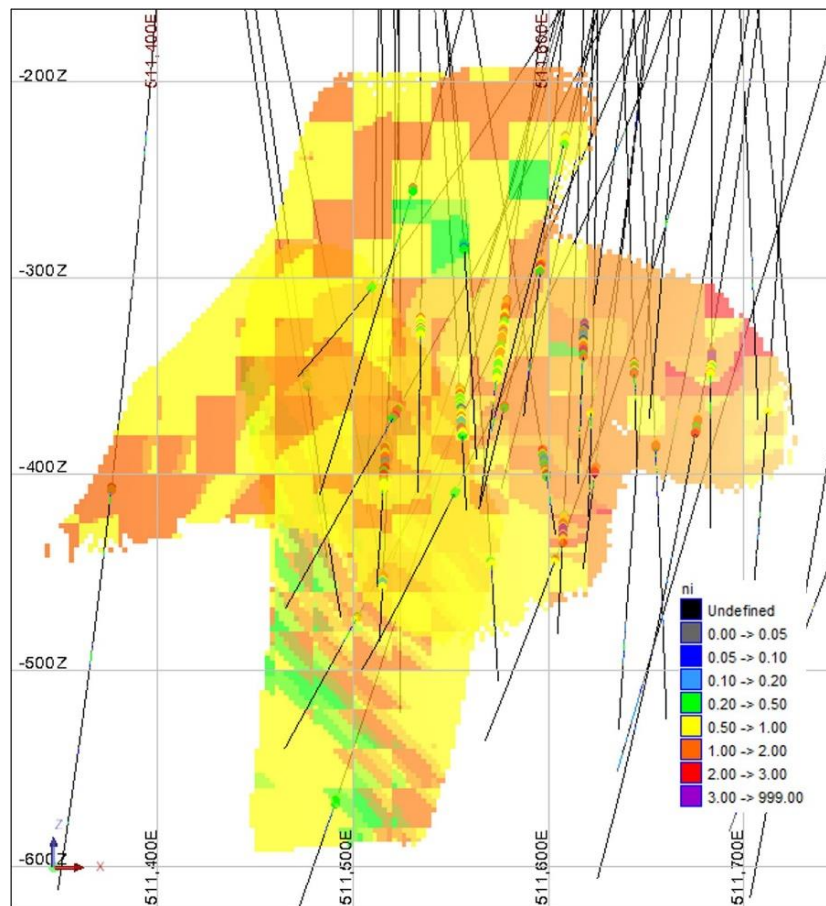 511,400E
511,600E
-200Z
-300Z
-400Z
-500Z
-600Z
ni
Undefined
0.00 -> 0.05
0.05 -> 0.10
0.10 -> 0.20
0.20 -> 0.50
0.50 -> 1.00
1.00 -> 2.00
2.00 -> 3.00
3.00 -> 999.00
Z
X
511,400E
511,500E
511,600E
511,700E